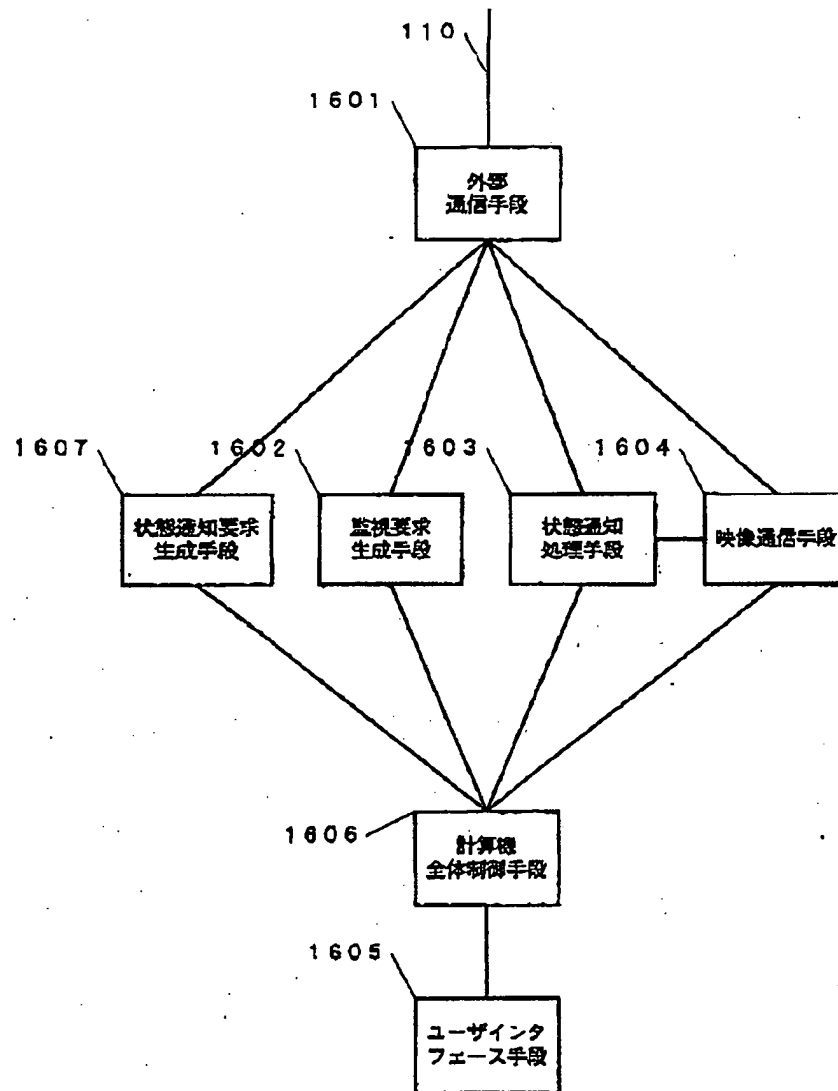 110
1601
外部
通信手段
1607
1602
1603
1604
状態通知要求
生成手段
監視要求
生成手段
状態通知
処理手段
映像通信手段
1606
計算機
全体制御手段
1605
ユーザインタ
フェース手段